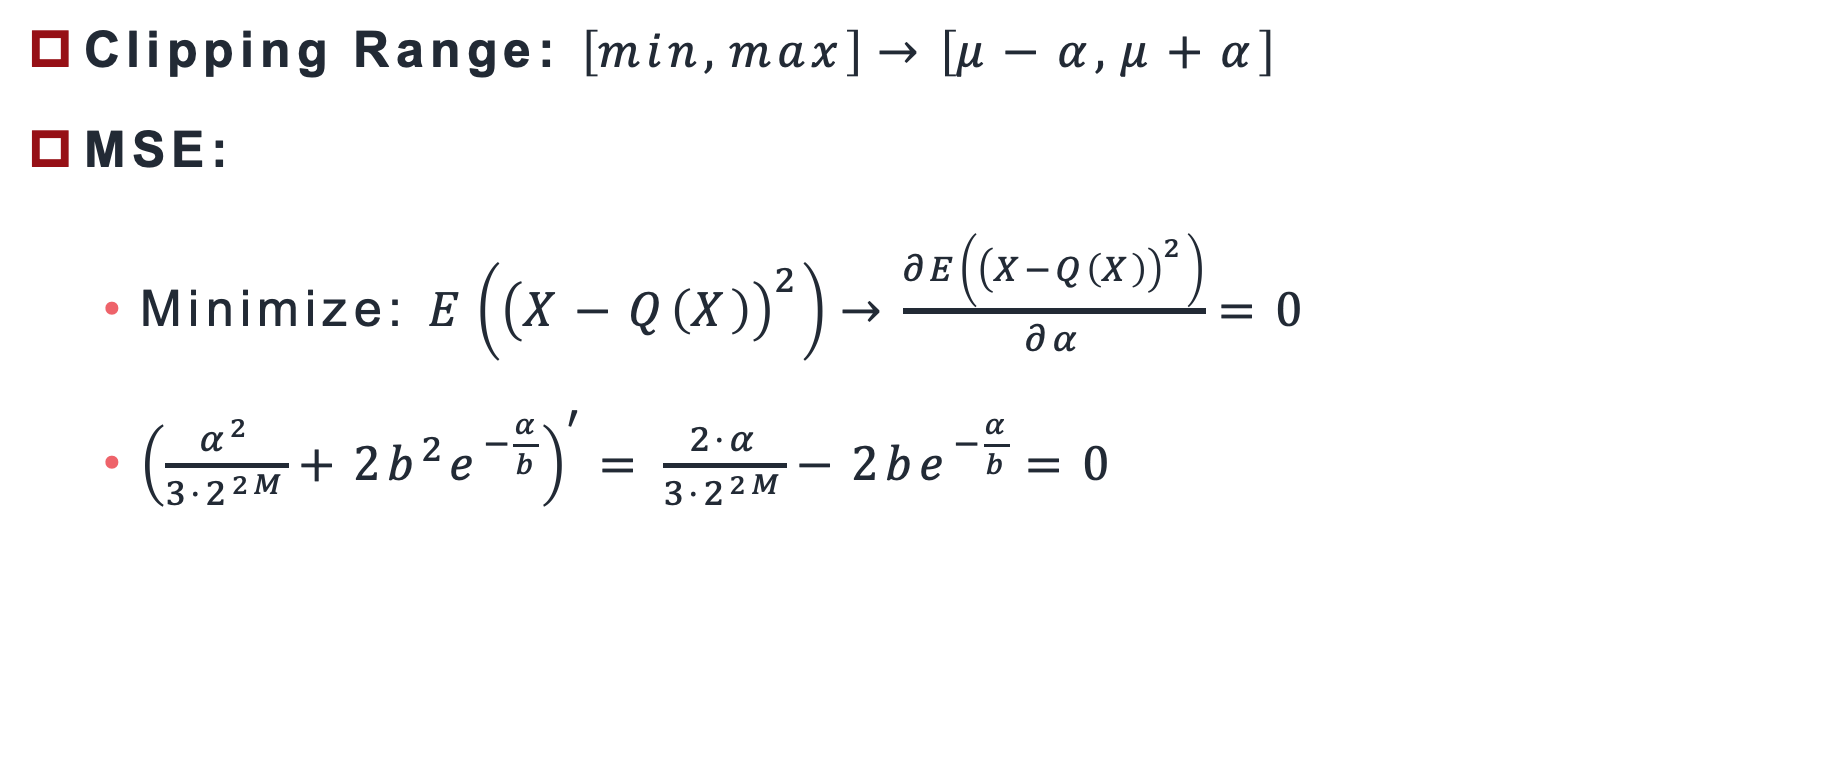 Clipping Range: [min, max] → [μ − α, μ + α]
MSE:
• Minimize: E((X − Q(X))²) → ∂E((X−Q(X))²) / ∂α = 0
• (α² / 3·2^{2M} + 2b²e^{−α/b})′ = 2·α / 3·2^{2M} − 2be^{−α/b} = 0